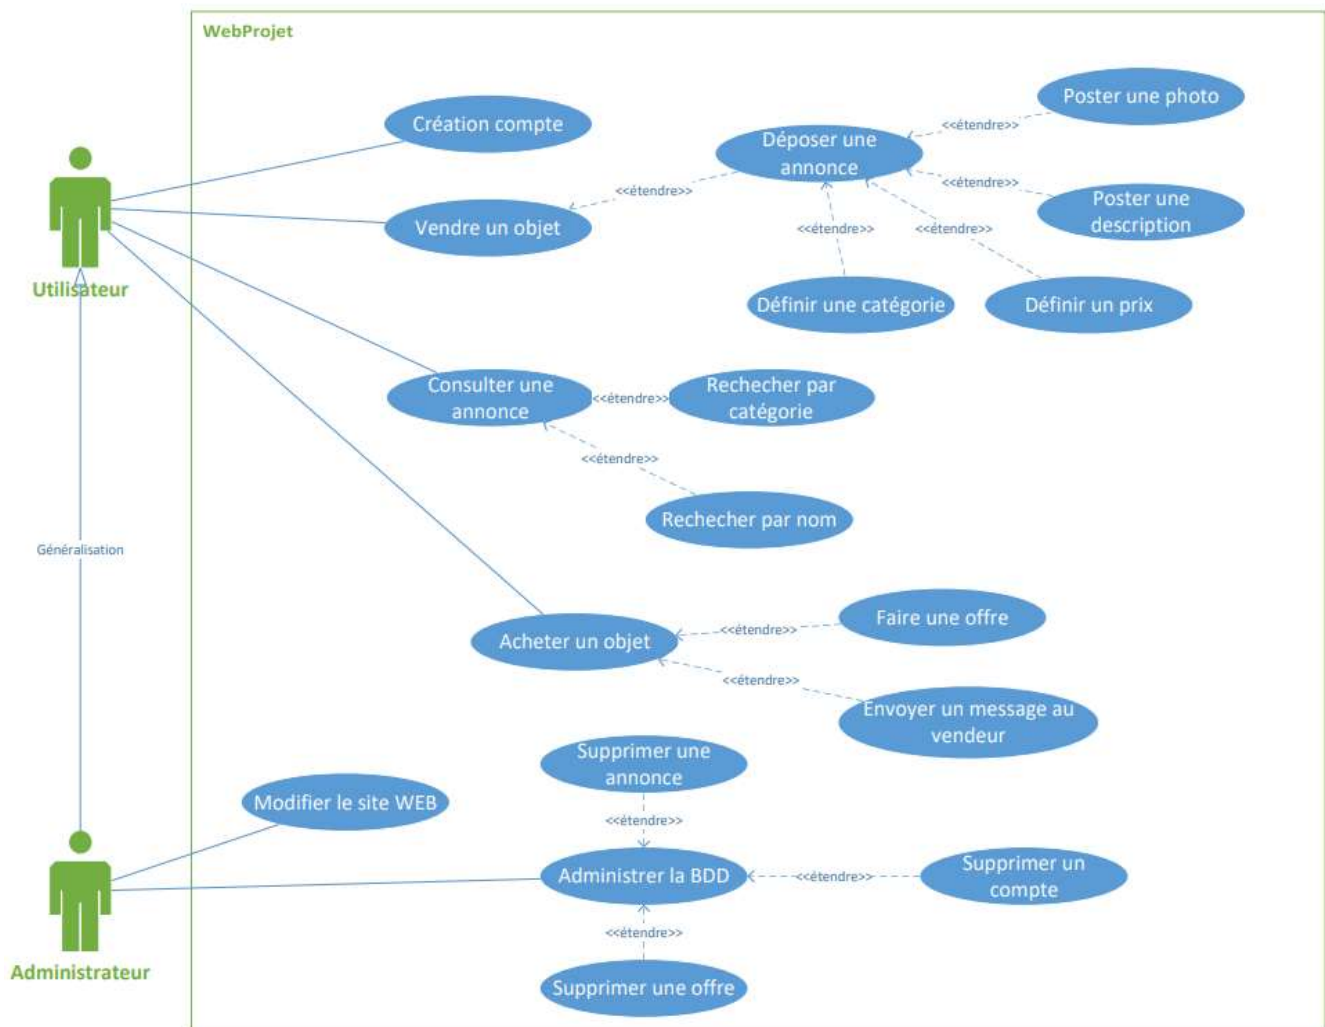 WebProjet
Poster une photo
Création compte
<<étendre>>
Déposer une
annonce
<<étendre>>
<<étendre>>
Poster une
description
Vendre un objet
<<étendre>>
<<étendre>>
Utilisateur
Définir une catégorie
Définir un prix
Consulter une
annonce
<<étendre>>
Rechecher par
catégorie
<<étendre>>
Rechecher par nom
Généralisation
Faire une offre
<<étendre>>
Acheter un objet
<<étendre>>
Envoyer un message au
vendeur
Supprimer une
annonce
Modifier le site WEB
<<étendre>>
Administrer la BDD
<<étendre>>
Supprimer un
compte
<<étendre>>
Administrateur
Supprimer une offre